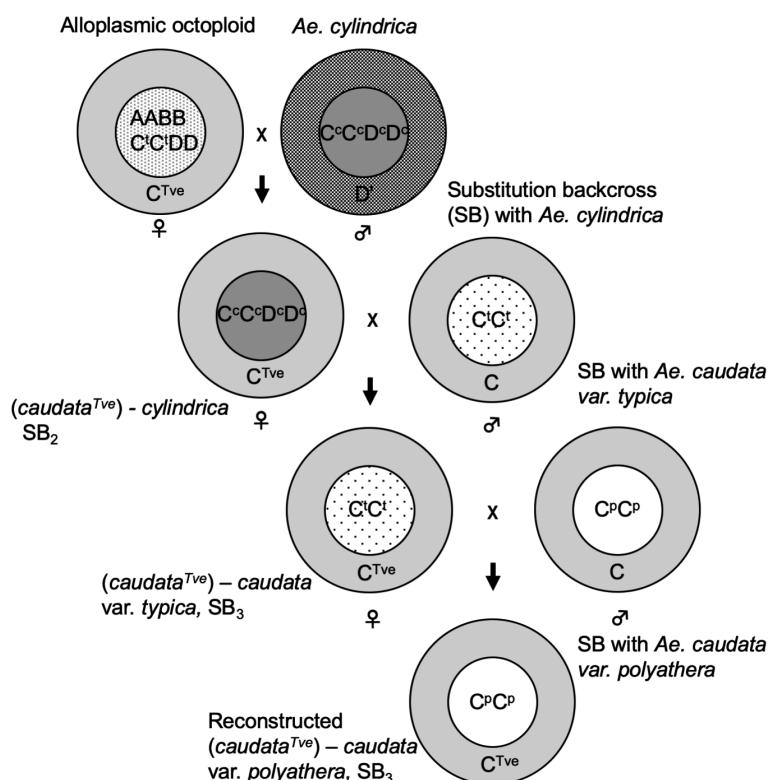 Alloplasmic octoploid
Ae. cylindrica
AABB
CᵗCᵗDD
Cᵀᵛᵉ
♀
x
CᶜCᶜDᶜDᶜ
D'
♂
Substitution backcross
(SB) with Ae. cylindrica
CᶜCᶜDᶜDᶜ
Cᵀᵛᵉ
♀
x
CᵗCᵗ
C
♂
SB with Ae. caudata
var. typica
(caudataᵀᵛᵉ) - cylindrica
SB₂
CᵗCᵗ
Cᵀᵛᵉ
♀
x
CᵖCᵖ
C
♂
(caudataᵀᵛᵉ) – caudata
var. typica, SB₃
SB with Ae. caudata
var. polyathera
CᵖCᵖ
Cᵀᵛᵉ
Reconstructed
(caudataᵀᵛᵉ) – caudata
var. polyathera, SB₃